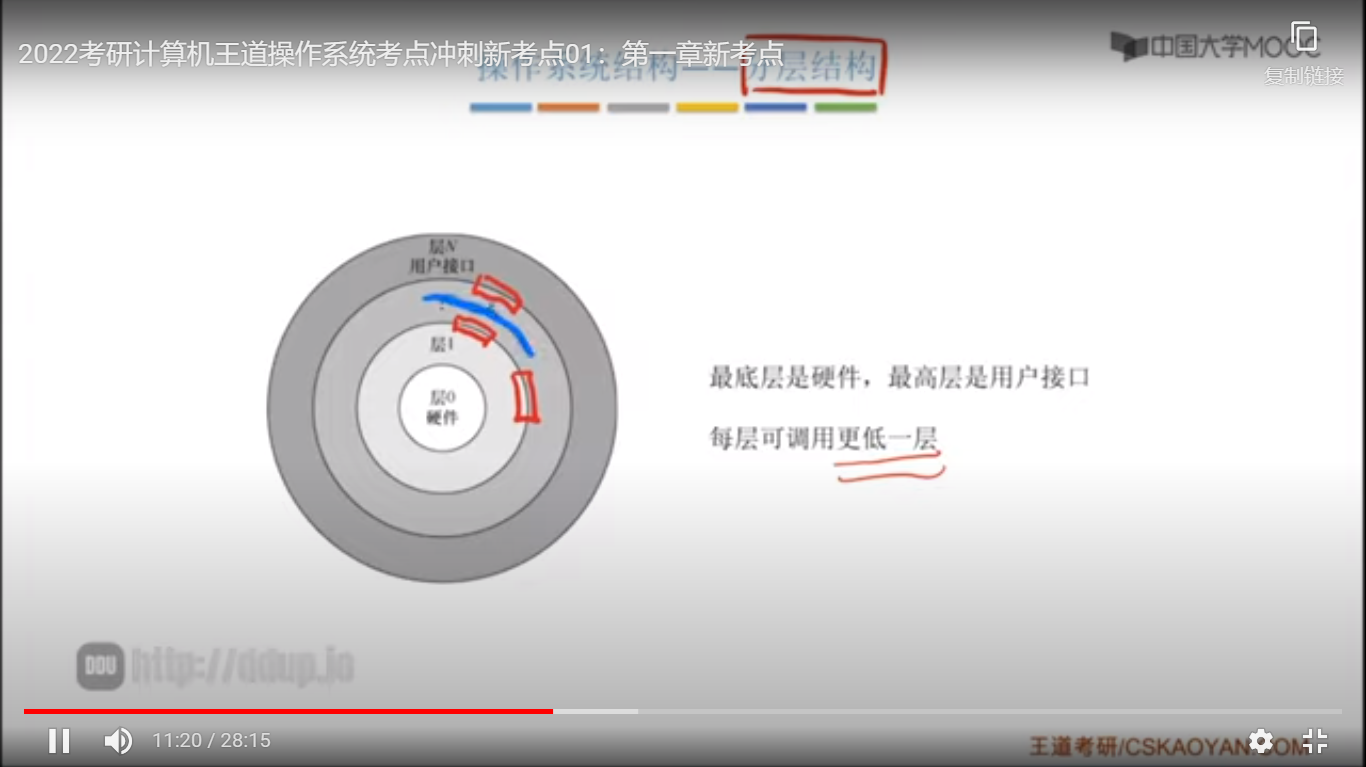 2022考研计算机王道操作系统考点冲刺新考点01：第一章新考点
操作系统结构——分层结构
中国大学MOOC
复制链接
层N
用户接口
层1
层0
硬件
最底层是硬件，最高层是用户接口
每层可调用更低一层
DDU http://ddup.io
11:20 / 28:15
王道考研/CSKAOYAN.COM